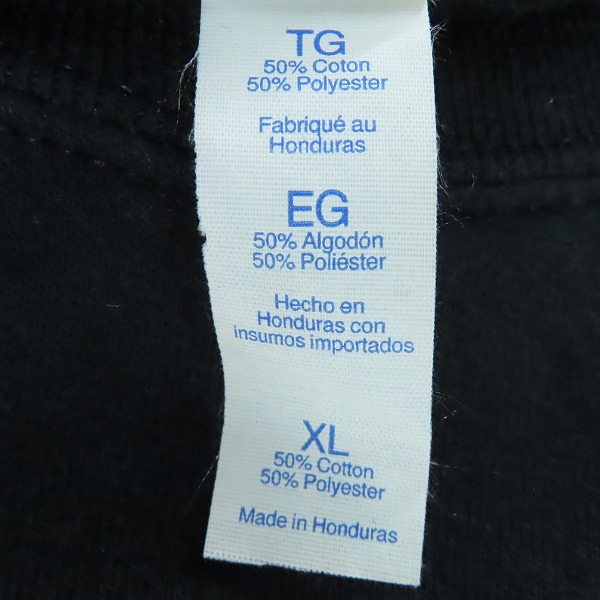 TG
50% Coton
50% Polyester
Fabriqué au
Honduras
EG
50% Algodón
50% Poliéster
Hecho en
Honduras con
insumos importados
XL
50% Cotton
50% Polyester
Made in Honduras